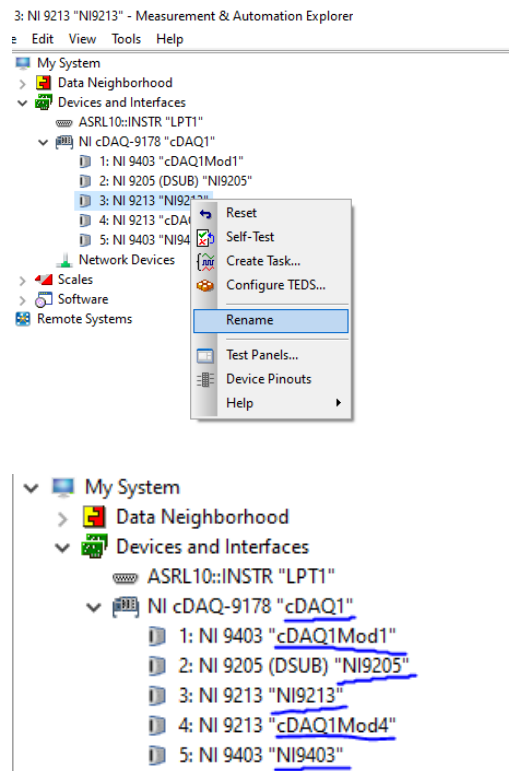 3: NI 9213 "NI9213" - Measurement & Automation Explorer
e Edit View Tools Help
My System
Data Neighborhood
Devices and Interfaces
ASRL10::INSTR "LPT1"
NI cDAQ-9178 "cDAQ1"
1: NI 9403 "cDAQ1Mod1"
2: NI 9205 (DSUB) "NI9205"
3: NI 9213 "NI9213"
4: NI 9213 "cDA
5: NI 9403 "NI94
Network Devices
Scales
Software
Remote Systems
Reset
Self-Test
Create Task...
Configure TEDS...
Rename
Test Panels...
Device Pinouts
Help
My System
Data Neighborhood
Devices and Interfaces
ASRL10::INSTR "LPT1"
NI cDAQ-9178 "cDAQ1"
1: NI 9403 "cDAQ1Mod1"
2: NI 9205 (DSUB) "NI9205"
3: NI 9213 "NI9213"
4: NI 9213 "cDAQ1Mod4"
5: NI 9403 "NI9403"